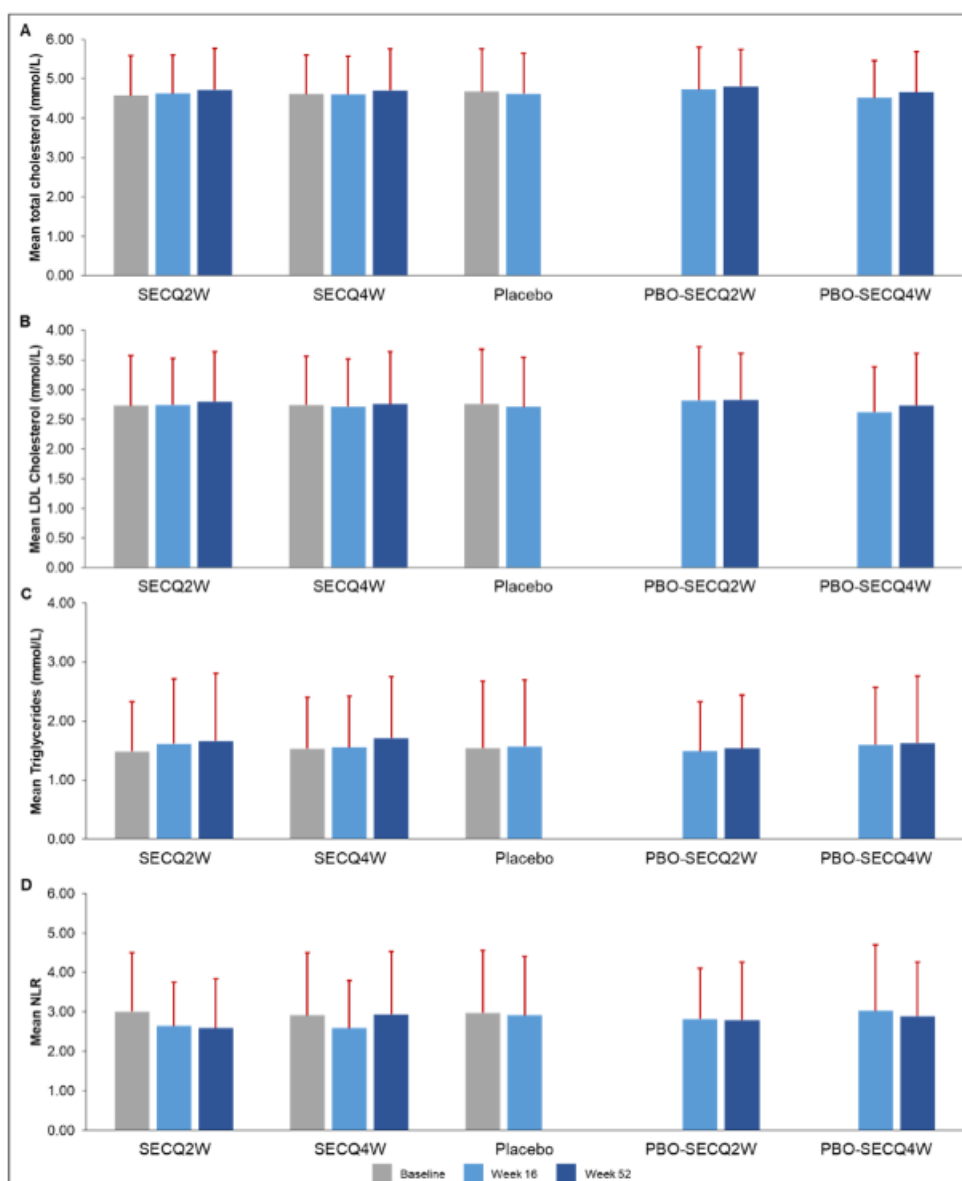 A
Mean total cholesterol (mmol/L)
6.00
5.00
4.00
3.00
2.00
1.00
0.00
SECQ2W SECQ4W Placebo PBO-SECQ2W PBO-SECQ4W
B
Mean LDL Cholesterol (mmol/L)
4.00
3.50
3.00
2.50
2.00
1.50
1.00
0.50
0.00
SECQ2W SECQ4W Placebo PBO-SECQ2W PBO-SECQ4W
C
Mean Triglycerides (mmol/L)
4.00
3.00
2.00
1.00
0.00
SECQ2W SECQ4W Placebo PBO-SECQ2W PBO-SECQ4W
D
Mean NLR
6.00
5.00
4.00
3.00
2.00
1.00
0.00
SECQ2W SECQ4W Placebo PBO-SECQ2W PBO-SECQ4W
Baseline Week 16 Week 52